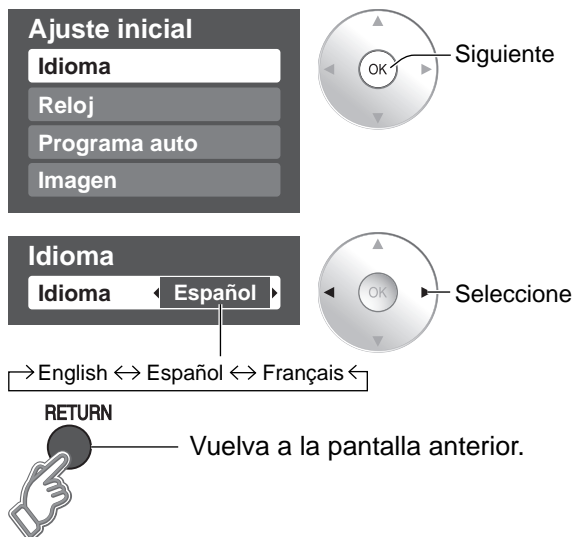 Ajuste inicial
Idioma
Reloj
Programa auto
Imagen
OK
Siguiente
Idioma
Idioma Español
OK
Seleccione
English ↔ Español ↔ Français
RETURN
Vuelva a la pantalla anterior.